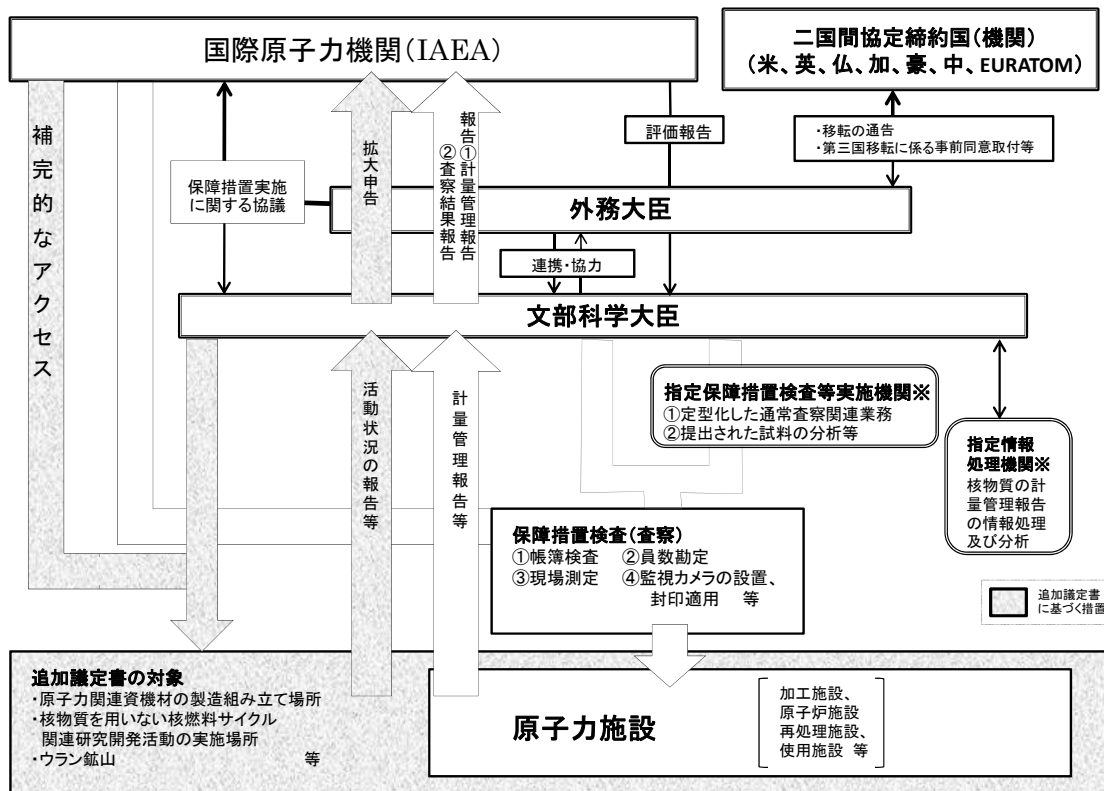 国際原子力機関(IAEA)
二国間協定締約国(機関)
(米、英、仏、加、豪、中、EURATOM)
補完的なアクセス
保障措置実施
に関する協議
拡大申告
報告①計量管理報告
②査察結果報告
評価報告
・移転の通告
・第三国移転に係る事前同意取付等
外務大臣
連携・協力
文部科学大臣
活動状況の報告等
計量管理報告等
指定保障措置検査等実施機関※
①定型化した通常査察関連業務
②提出された試料の分析等
指定情報
処理機関※
核物質の計
量管理報告
の情報処理
及び分析
保障措置検査(査察)
①帳簿検査 ②員数勘定
③現場測定 ④監視カメラの設置、
封印適用 等
追加議定書
に基づく措置
追加議定書の対象
・原子力関連資機材の製造組み立て場所
・核物質を用いない核燃料サイクル
関連研究開発活動の実施場所
・ウラン鉱山 等
原子力施設
加工施設、
原子炉施設
再処理施設、
使用施設 等